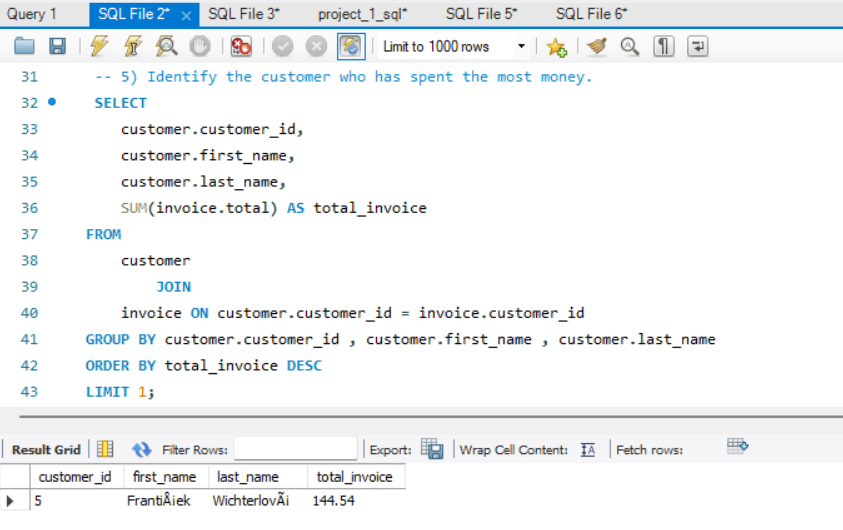 Query 1 SQL File 2* × SQL File 3* project_1_sql* SQL File 5* SQL File 6*
Limit to 1000 rows
31 -- 5) Identify the customer who has spent the most money.
32 SELECT
33 customer.customer_id,
34 customer.first_name,
35 customer.last_name,
36 SUM(invoice.total) AS total_invoice
37 FROM
38 customer
39 JOIN
40 invoice ON customer.customer_id = invoice.customer_id
41 GROUP BY customer.customer_id , customer.first_name , customer.last_name
42 ORDER BY total_invoice DESC
43 LIMIT 1;
Result Grid Filter Rows: Export: Wrap Cell Content: Fetch rows:
customer_id first_name last_name total_invoice
5 FrantiÅiek WichterlovÃi 144.54